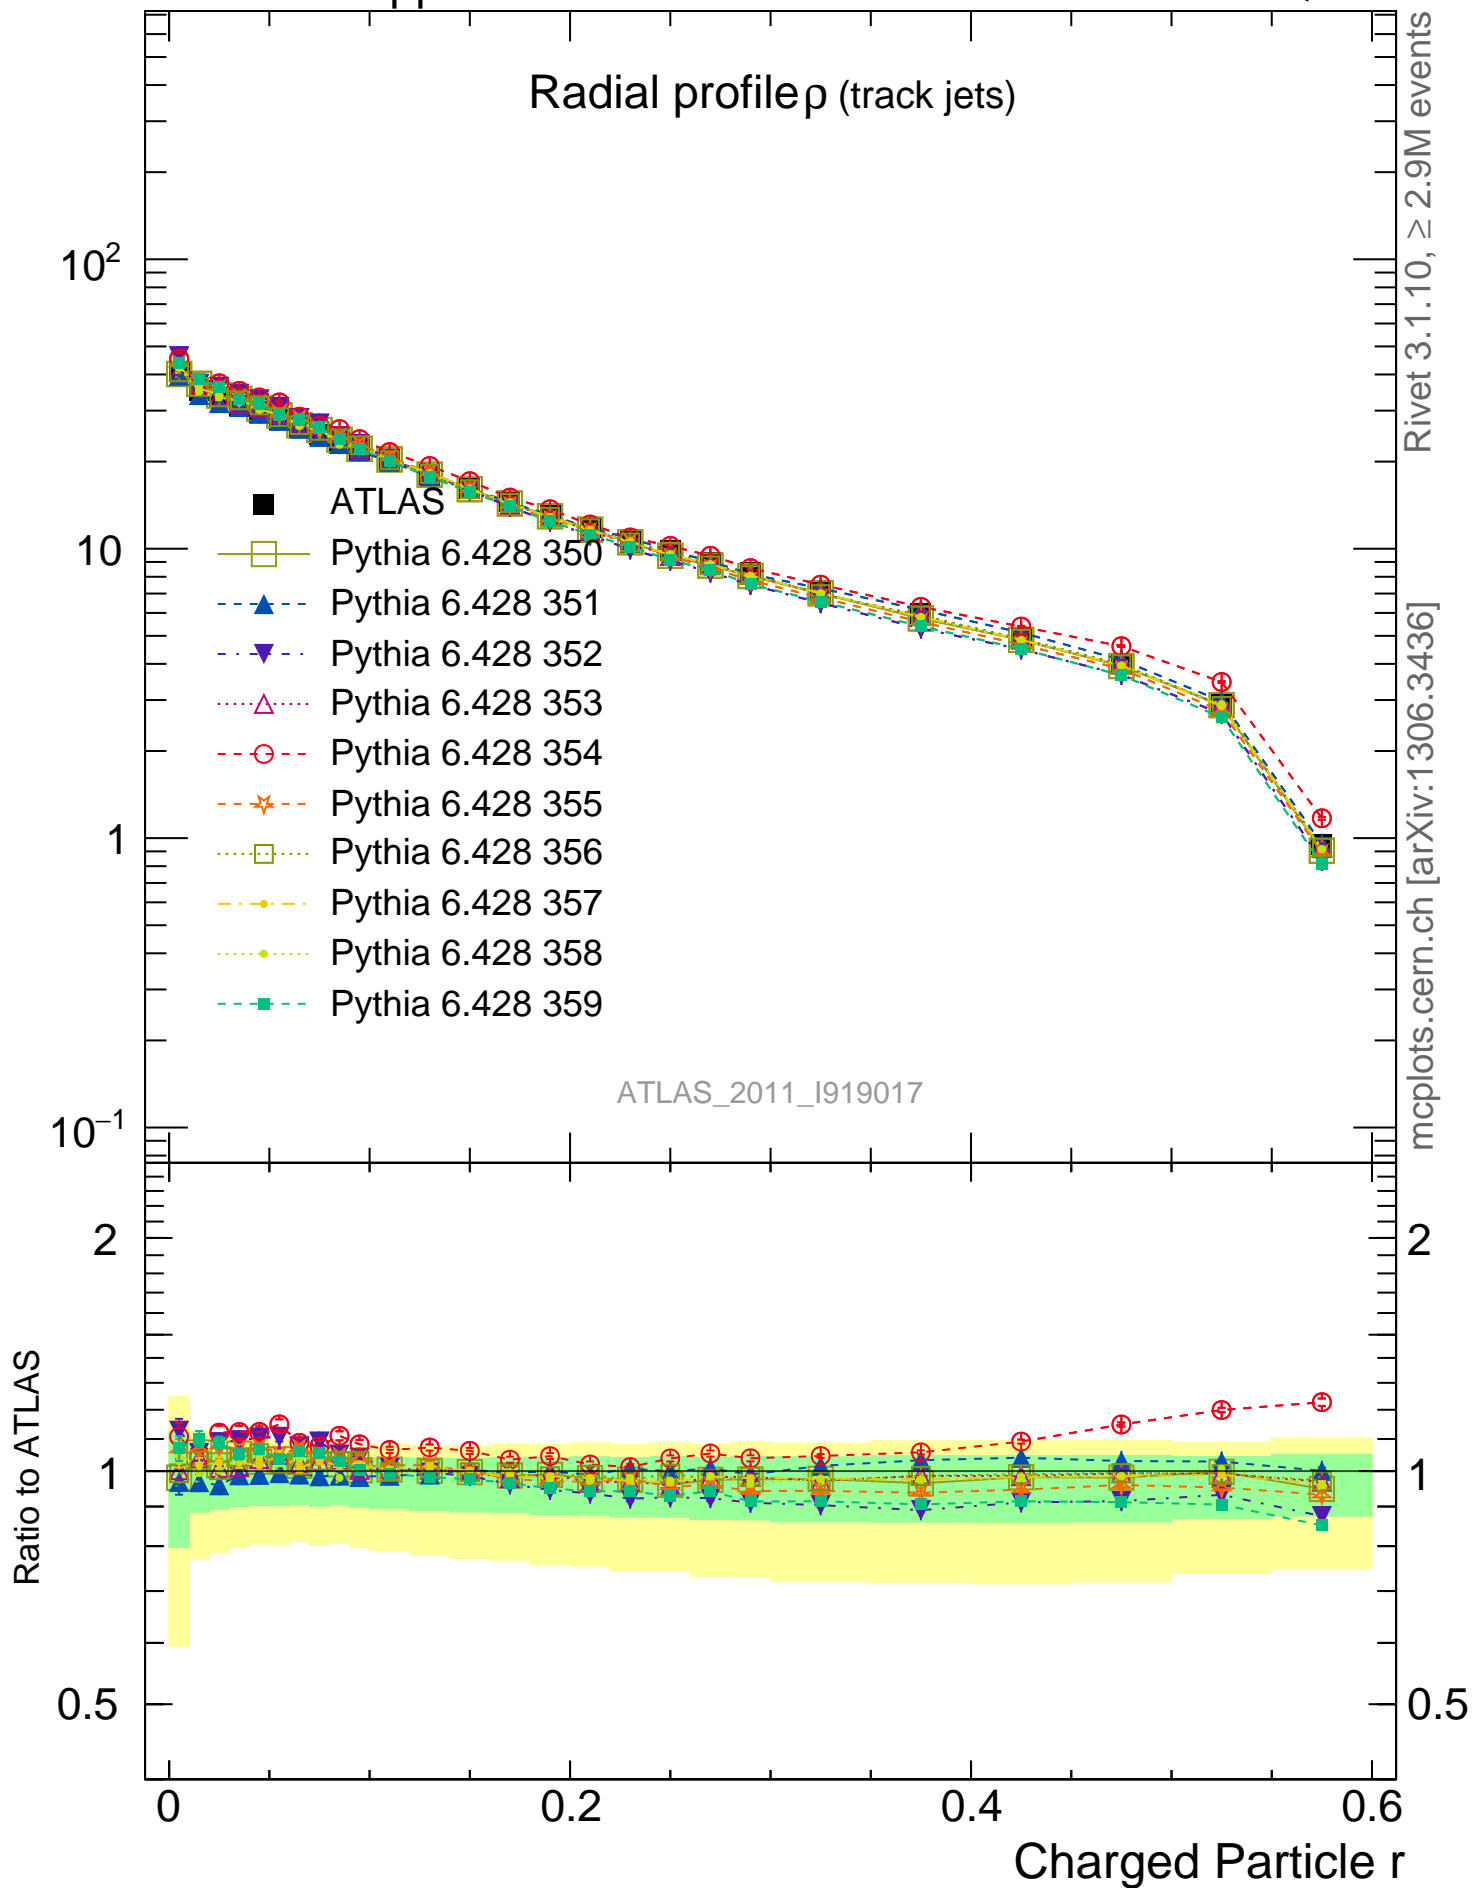 pp
Radial profile ρ (track jets)
Rivet 3.1.10, ≥ 2.9M events
mcplots.cern.ch [arXiv:1306.3436]
10²
10
1
10⁻¹
ATLAS
Pythia 6.428 350
Pythia 6.428 351
Pythia 6.428 352
Pythia 6.428 353
Pythia 6.428 354
Pythia 6.428 355
Pythia 6.428 356
Pythia 6.428 357
Pythia 6.428 358
Pythia 6.428 359
ATLAS_2011_I919017
Ratio to ATLAS
2
1
0.5
2
1
0.5
0
0.2
0.4
0.6
Charged Particle r